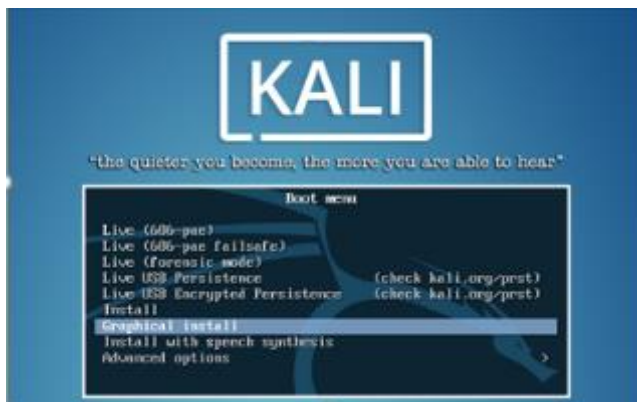 KALI
"the quieter you become, the more you are able to hear"
Boot menu
Live (686-pae)
Live (686-pae failsafe)
Live (forensic mode)
Live USB Persistence (check kali.org/prst)
Live USB Encrypted Persistence (check kali.org/prst)
Install
Graphical install
Install with speech synthesis
Advanced options >